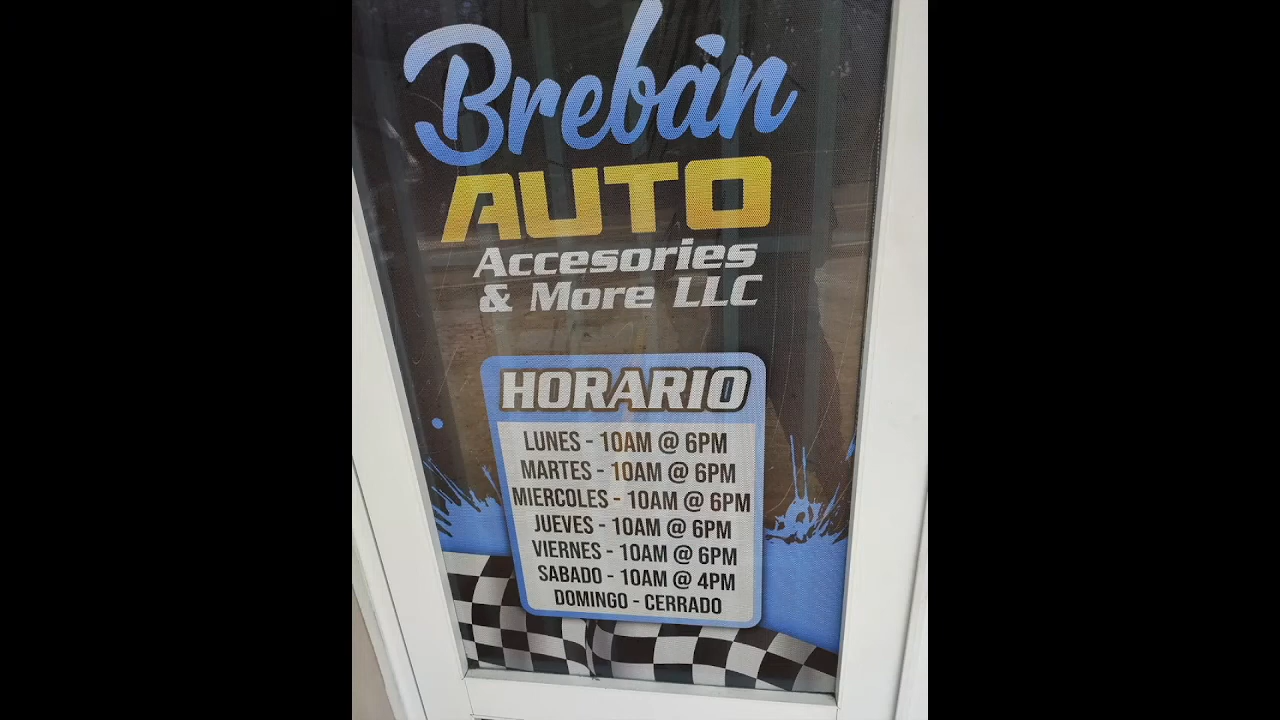 Brebán
AUTO
Accesories
& More LLC
HORARIO
LUNES - 10AM @ 6PM
MARTES - 10AM @ 6PM
MIERCOLES - 10AM @ 6PM
JUEVES - 10AM @ 6PM
VIERNES - 10AM @ 6PM
SABADO - 10AM @ 4PM
DOMINGO - CERRADO